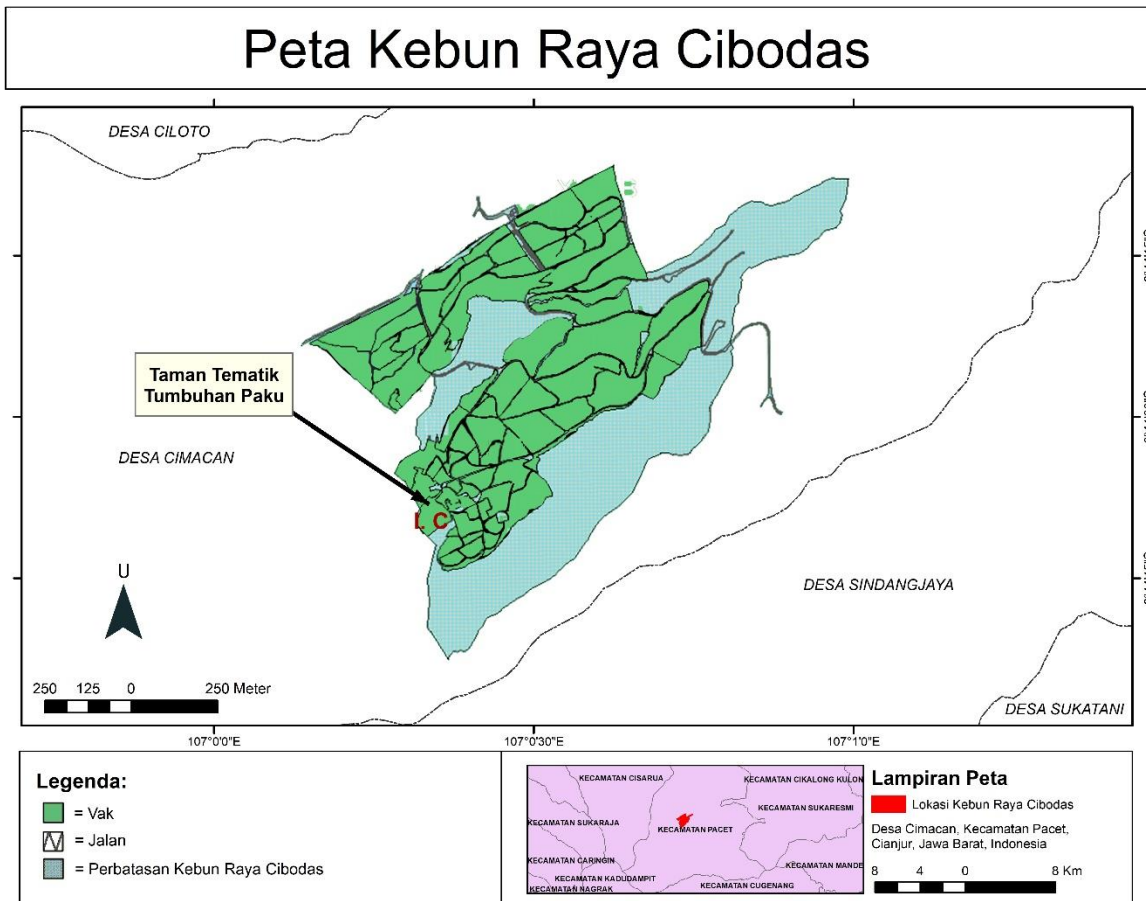 Peta Kebun Raya Cibodas
DESA CILOTO
Taman Tematik
Tumbuhan Paku
DESA CIMACAN
L C
U
DESA SINDANGJAYA
250 125 0 250 Meter
DESA SUKATANI
107°0'0"E 107°0'30"E 107°1'0"E
Legenda:
= Vak
= Jalan
= Perbatasan Kebun Raya Cibodas
KECAMATAN CISARUA
KECAMATAN CIKALONG KULON
KECAMATAN SUKARESMI
KECAMATAN SUKARAJA
KECAMATAN PACET
KECAMATAN CARINGIN
KECAMATAN MANDE
KECAMATAN KADUDAMPIT
KECAMATAN CUGENANG
KECAMATAN NAGRAK
Lampiran Peta
Lokasi Kebun Raya Cibodas
Desa Cimacan, Kecamatan Pacet,
Cianjur, Jawa Barat, Indonesia
8 4 0 8 Km